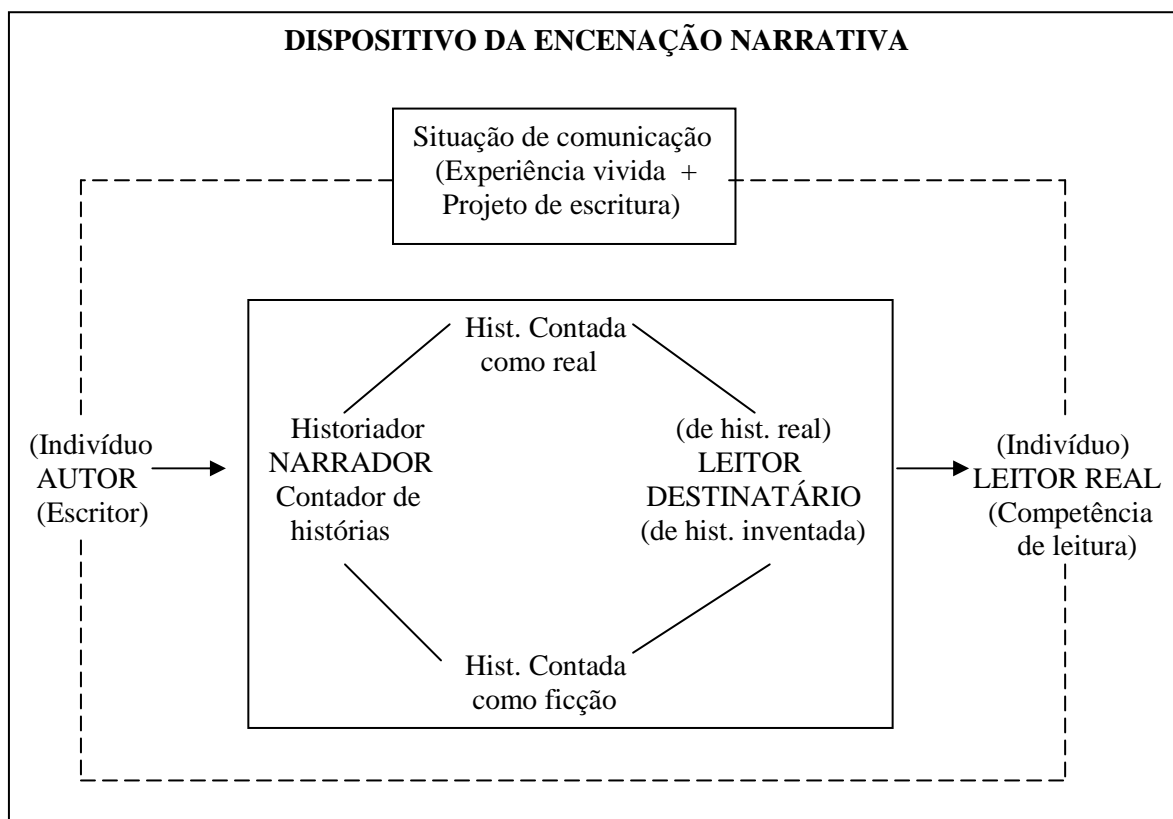 DISPOSITIVO DA ENCENAÇÃO NARRATIVA
Situação de comunicação
(Experiência vivida +
Projeto de escritura)
Hist. Contada
como real
(Indivíduo
AUTOR
(Escritor)
Historiador
NARRADOR
Contador de
histórias
(de hist. real)
LEITOR
DESTINATÁRIO
(de hist. inventada)
(Indivíduo)
LEITOR REAL
(Competência
de leitura)
Hist. Contada
como ficção